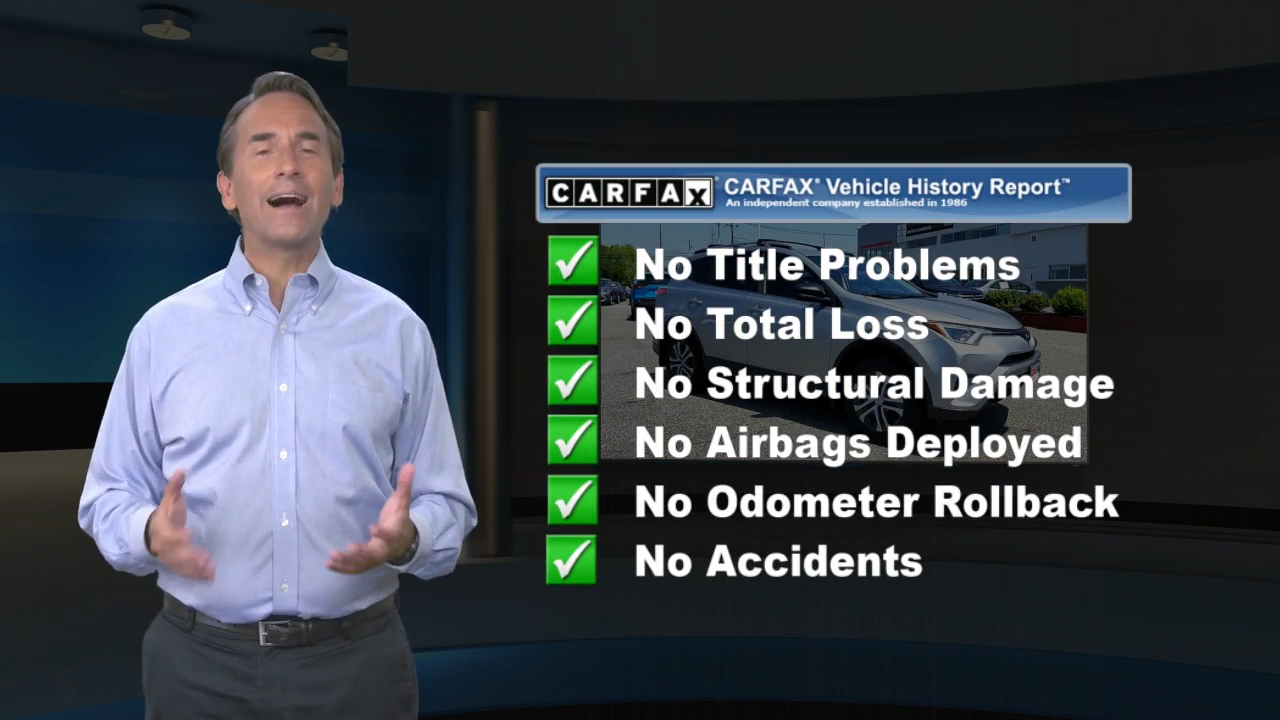 CARFAX® CARFAX® Vehicle History Report™
An independent company established in 1986
No Title Problems
No Total Loss
No Structural Damage
No Airbags Deployed
No Odometer Rollback
No Accidents